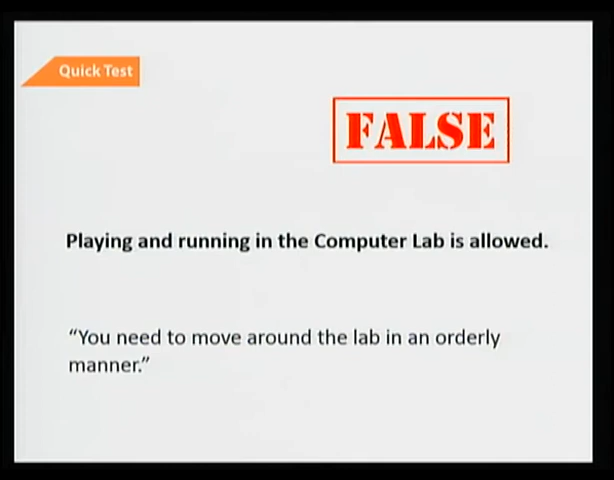 Quick Test
FALSE
Playing and running in the Computer Lab is allowed.
“You need to move around the lab in an orderly
manner.”